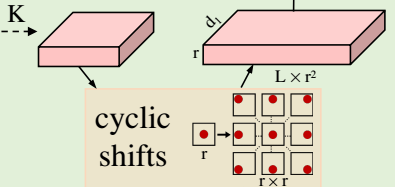 K
d₁
r
L × r²
cyclic
shifts
r
r × r